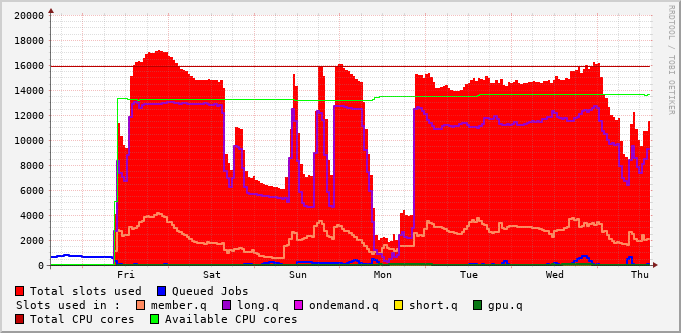 RRDTOOL / TOBI OETIKER
20000
18000
16000
14000
12000
10000
8000
6000
4000
2000
0
Fri Sat Sun Mon Tue Wed Thu
Total slots used Queued Jobs
Slots used in : member.q long.q ondemand.q short.q gpu.q
Total CPU cores Available CPU cores